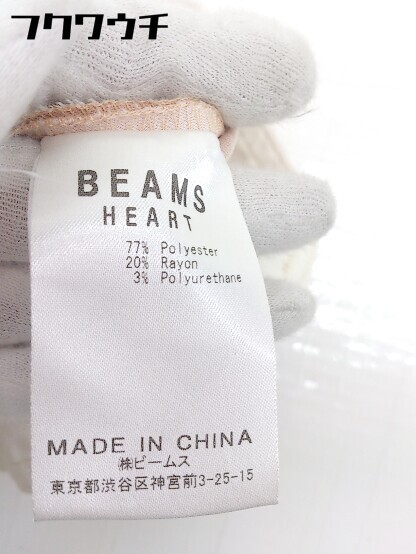 フクワウチ
BEAMS
HEART
77% Polyester
20% Rayon
3% Polyurethane
MADE IN CHINA
㈱ビームス
東京都渋谷区神宮前3-25-15